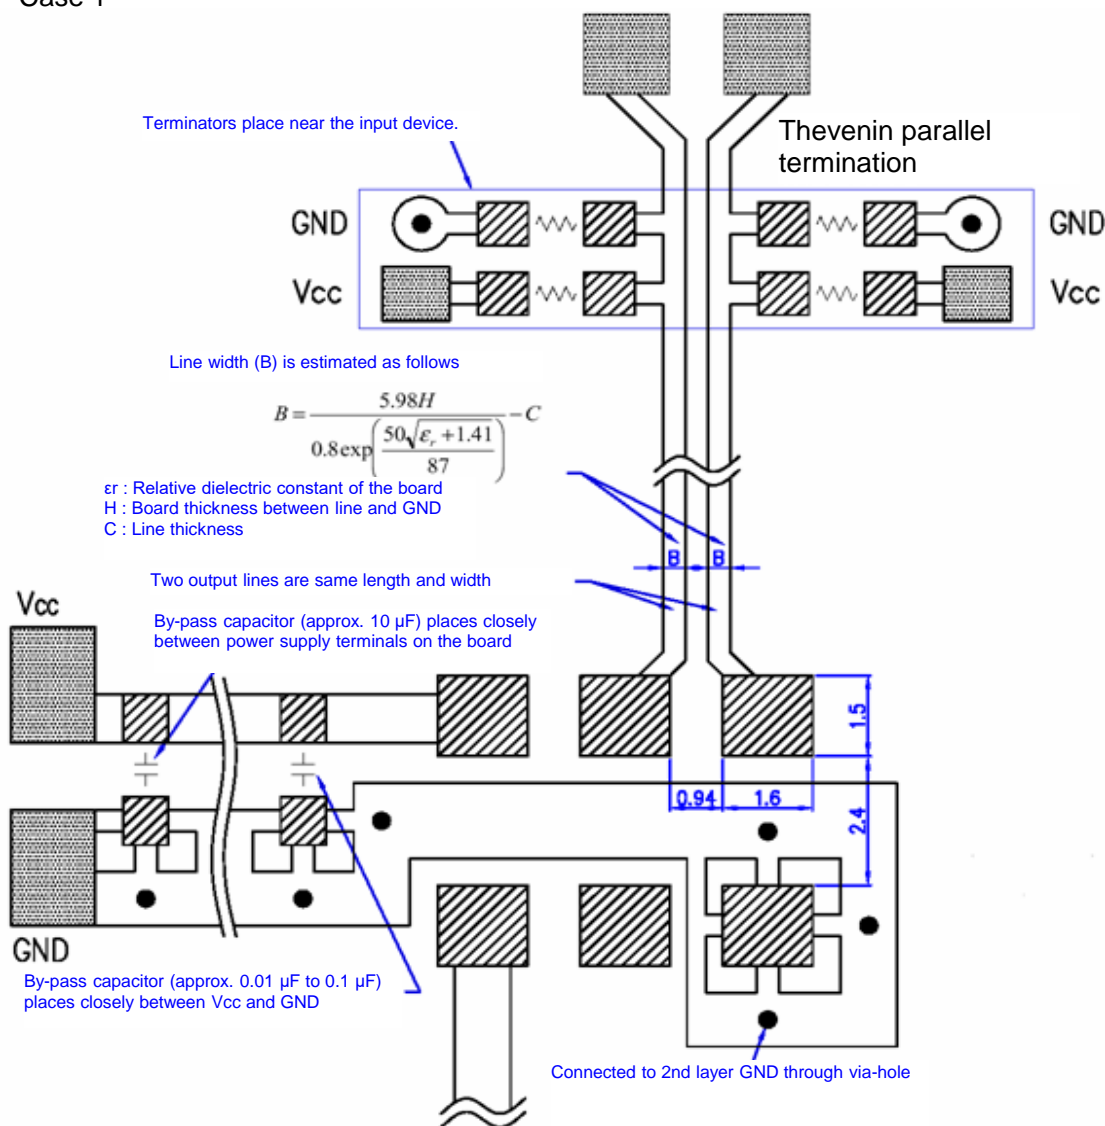 Case 1
Terminators place near the input device.
Thevenin parallel
termination
GND
GND
Vcc
Vcc
Line width (B) is estimated as follows
B = 5.98H / (0.8 exp(50√(εr + 1.41) / 87)) − C
εr : Relative dielectric constant of the board
H : Board thickness between line and GND
C : Line thickness
B
B
Two output lines are same length and width
Vcc
By-pass capacitor (approx. 10 µF) places closely
between power supply terminals on the board
1.5
0.94
1.6
2.4
GND
By-pass capacitor (approx. 0.01 µF to 0.1 µF)
places closely between Vcc and GND
Connected to 2nd layer GND through via-hole